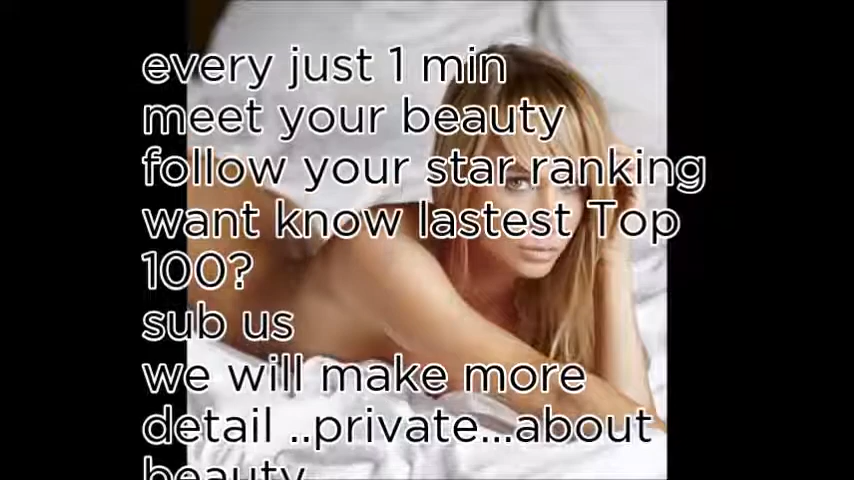 every just 1 min
meet your beauty
follow your star ranking
want know lastest Top
100?
sub us
we will make more
detail ..private...about
beauty